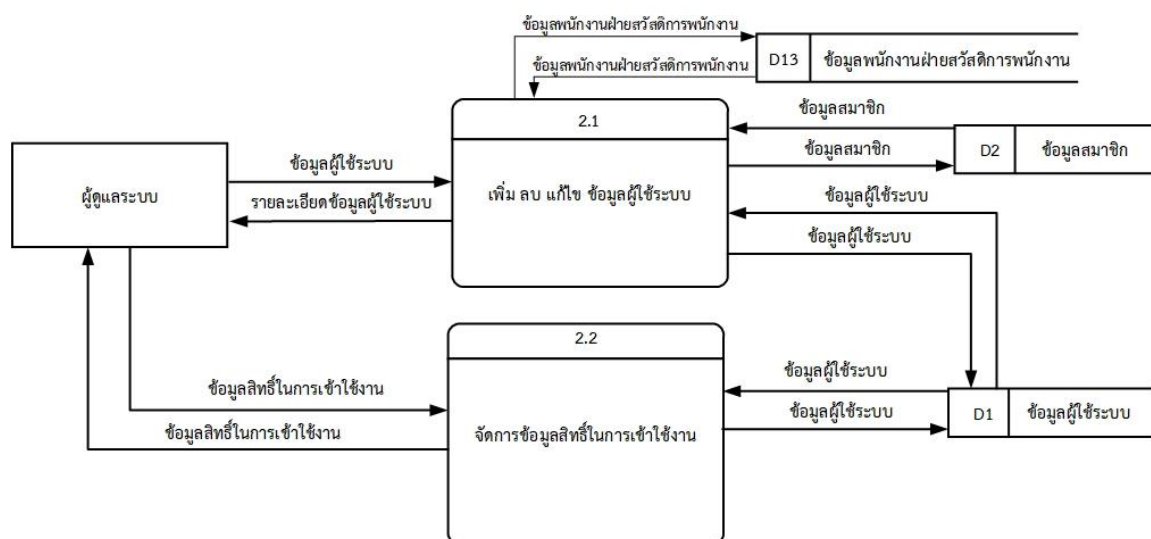 ข้อมูลพนักงานฝ่ายสวัสดิการพนักงาน
ข้อมูลพนักงานฝ่ายสวัสดิการพนักงาน
D13 ข้อมูลพนักงานฝ่ายสวัสดิการพนักงาน
2.1
ข้อมูลสมาชิก
D2 ข้อมูลสมาชิก
ข้อมูลสมาชิก
ข้อมูลผู้ใช้ระบบ
ผู้ดูแลระบบ
เพิ่ม ลบ แก้ไข ข้อมูลผู้ใช้ระบบ
รายละเอียดข้อมูลผู้ใช้ระบบ
ข้อมูลผู้ใช้ระบบ
ข้อมูลผู้ใช้ระบบ
2.2
ข้อมูลผู้ใช้ระบบ
ข้อมูลสิทธิ์ในการเข้าใช้งาน
ข้อมูลผู้ใช้ระบบ
D1 ข้อมูลผู้ใช้ระบบ
ข้อมูลสิทธิ์ในการเข้าใช้งาน
จัดการข้อมูลสิทธิ์ในการเข้าใช้งาน